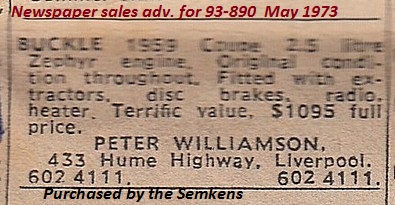 Newspaper sales adv. for 93-890 May 1973
BUCKLE 1959 Coupe 2.5 litre
Zephyr engine, Original condi-
tion throughout, Fitted with ex-
tractors, disc brakes, radio,
heater. Terrific value. $1095 full
price.
PETER WILLIAMSON,
433 Hume Highway, Liverpool.
602 4111. 602 4111.
Purchased by the Semkens